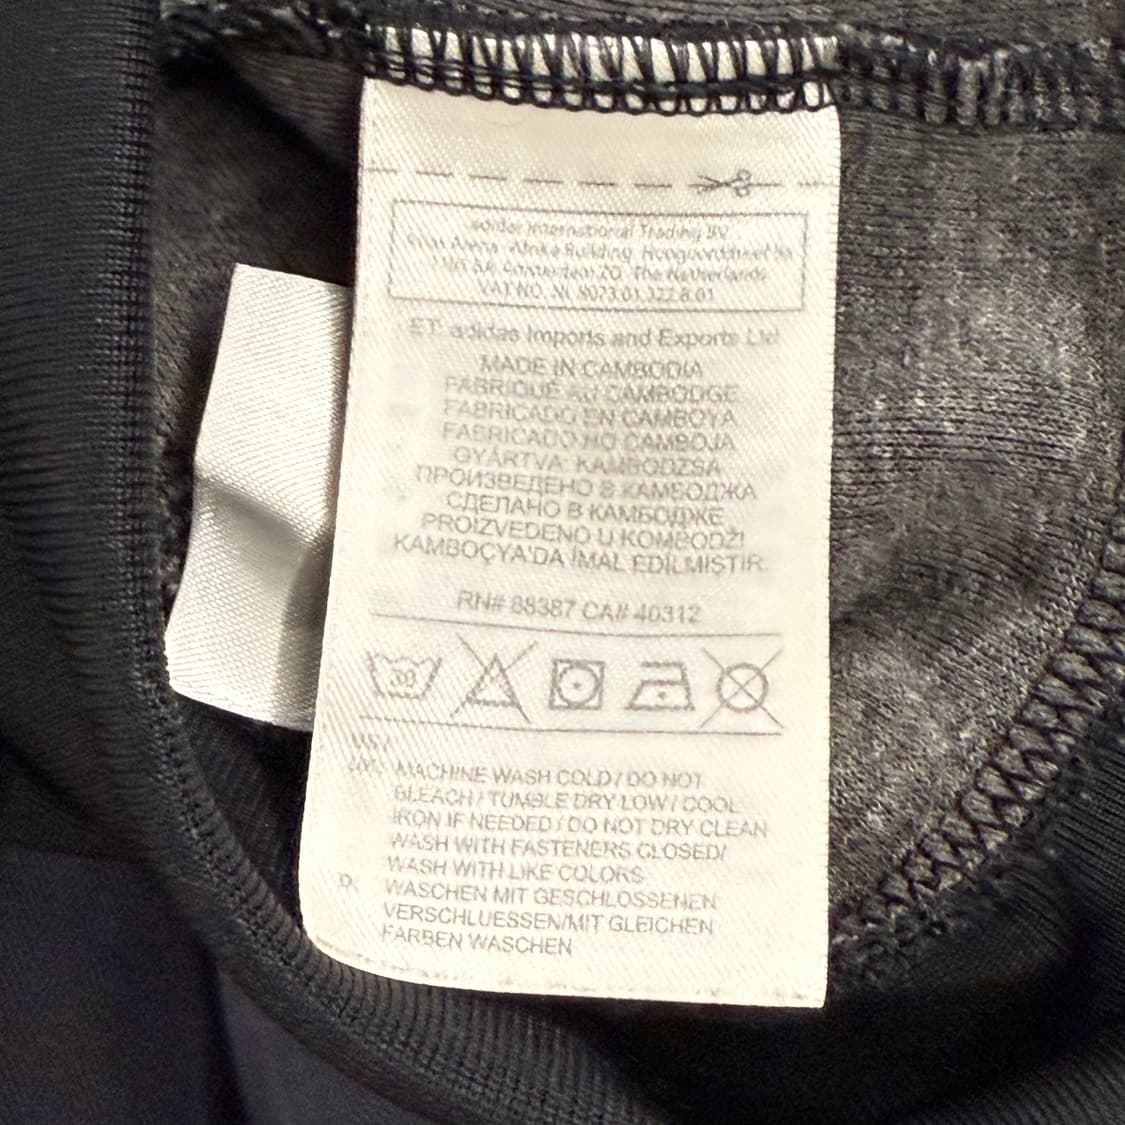 adidas International Trading BV
Arena Afrika Building Hoogoorddreef 9a
Amsterdam ZO The Netherlands
VAT NO. NL 8073.01.327.B.01
ET: adidas Imports and Exports Ltd
MADE IN CAMBODIA
FABRIQUÉ AU CAMBODGE
FABRICADO EN CAMBOYA
FABRICADO NO CAMBOJA
GYÁRTVA: KAMBODZSA
ПРОИЗВЕДЕНО В КАМБОДЖА
СДЕЛАНО В КАМБОДЖЕ
PROIZVEDENO U KOMBODŽI
KAMBOÇYA'DA İMAL EDİLMİŞTİR.
RN# 88387 CA# 40312
30
US /
MACHINE WASH COLD / DO NOT
BLEACH / TUMBLE DRY LOW / COOL
IRON IF NEEDED / DO NOT DRY CLEAN
WASH WITH FASTENERS CLOSED/
WASH WITH LIKE COLORS
D: WASCHEN MIT GESCHLOSSENEN
VERSCHLUESSEN/MIT GLEICHEN
FARBEN WASCHEN